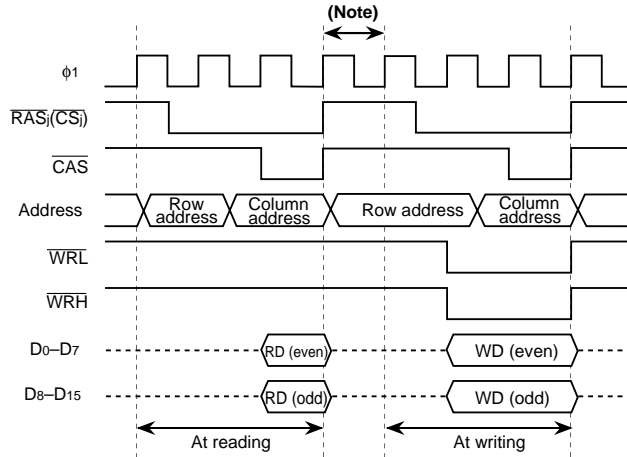 (Note)
ϕ1
RASj(CSj)
CAS
Address
Row
address
Column
address
Row address
Column
address
WRL
WRH
D0–D7
RD (even)
WD (even)
D8–D15
RD (odd)
WD (odd)
At reading
At writing